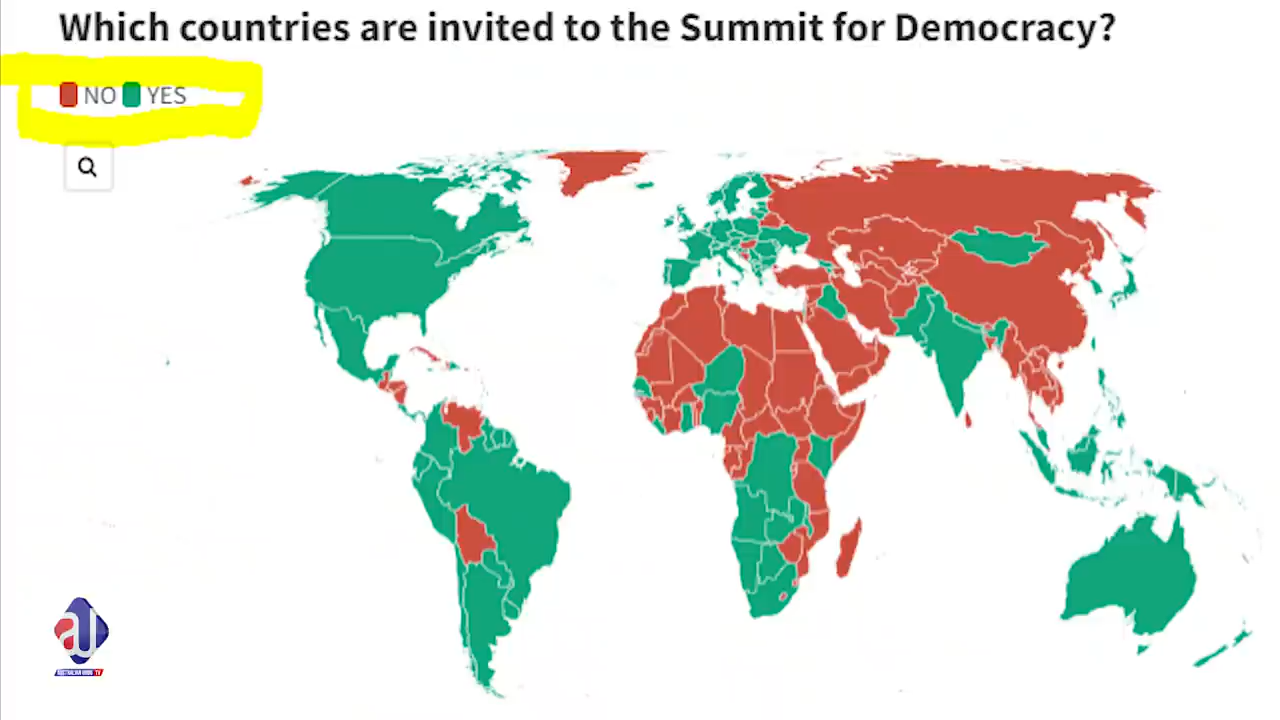 Which countries are invited to the Summit for Democracy?
NO YES